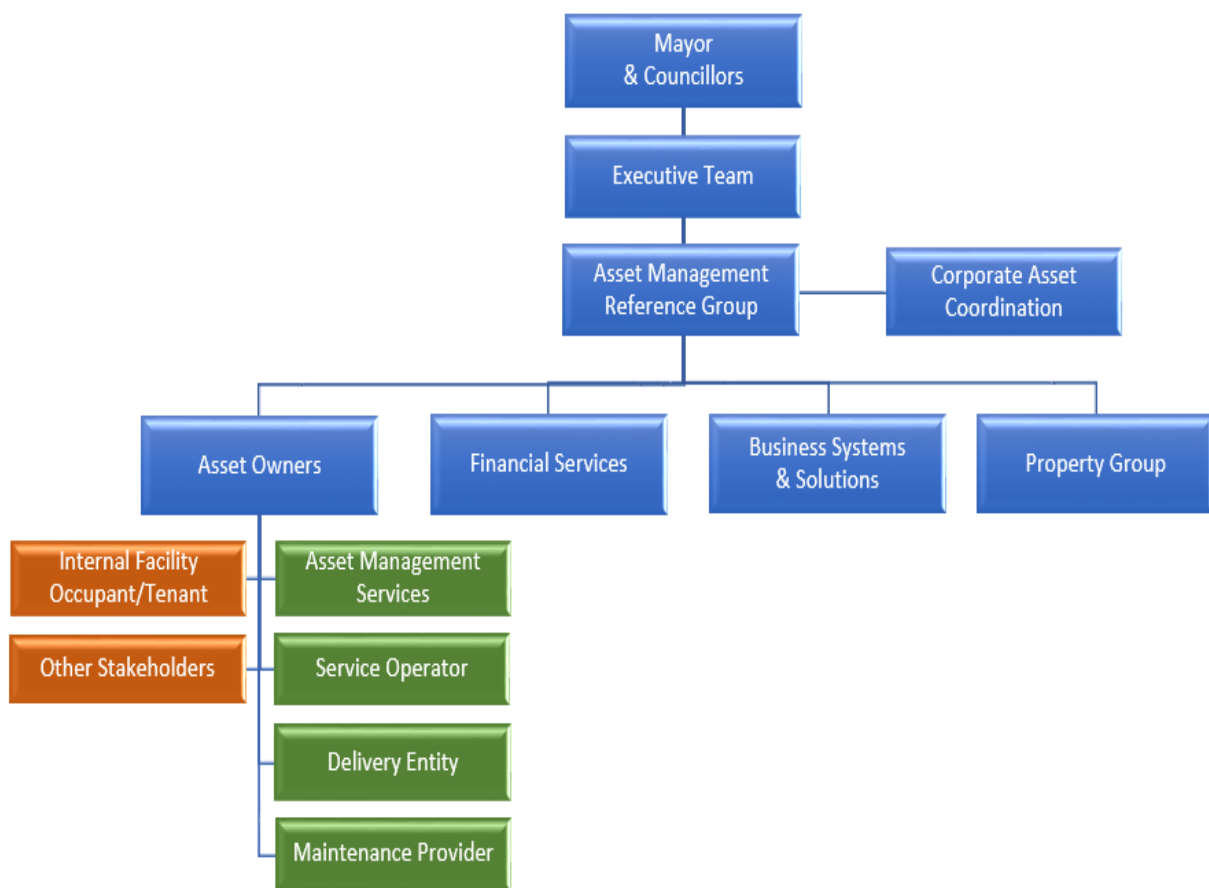 Mayor
& Councillors
Executive Team
Asset Management
Reference Group
Corporate Asset
Coordination
Asset Owners
Financial Services
Business Systems
& Solutions
Property Group
Internal Facility
Occupant/Tenant
Asset Management
Services
Other Stakeholders
Service Operator
Delivery Entity
Maintenance Provider